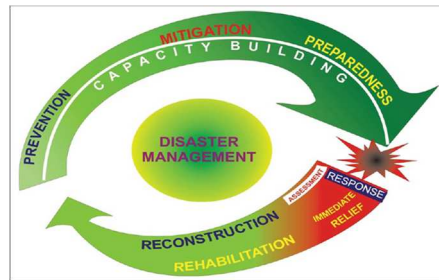 PREVENTION
MITIGATION
PREPAREDNESS
CAPACITY BUILDING
DISASTER
MANAGEMENT
ASSESSMENT
RESPONSE
IMMEDIATE
RELIEF
RECONSTRUCTION
REHABILITATION